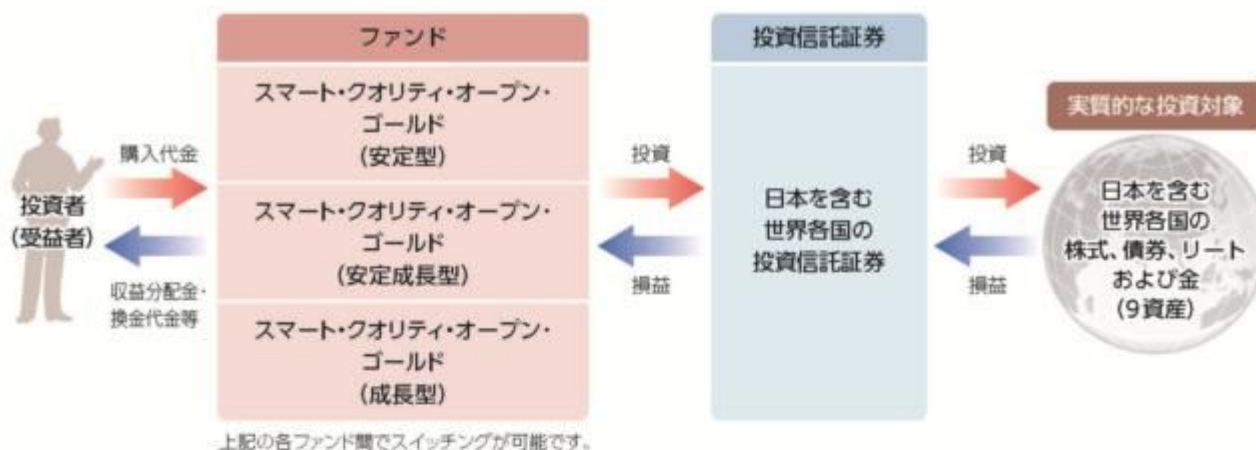 ファンド
スマート・クオリティ・オープン・
ゴールド
(安定型)
スマート・クオリティ・オープン・
ゴールド
(安定成長型)
スマート・クオリティ・オープン・
ゴールド
(成長型)
上記の各ファンド間でスイッチングが可能です。
投資者
(受益者)
購入代金
収益分配金・
換金代金等
投資
損益
投資信託証券
日本を含む
世界各国の
投資信託証券
投資
損益
実質的な投資対象
日本を含む
世界各国の
株式、債券、リート
および金
(9資産)